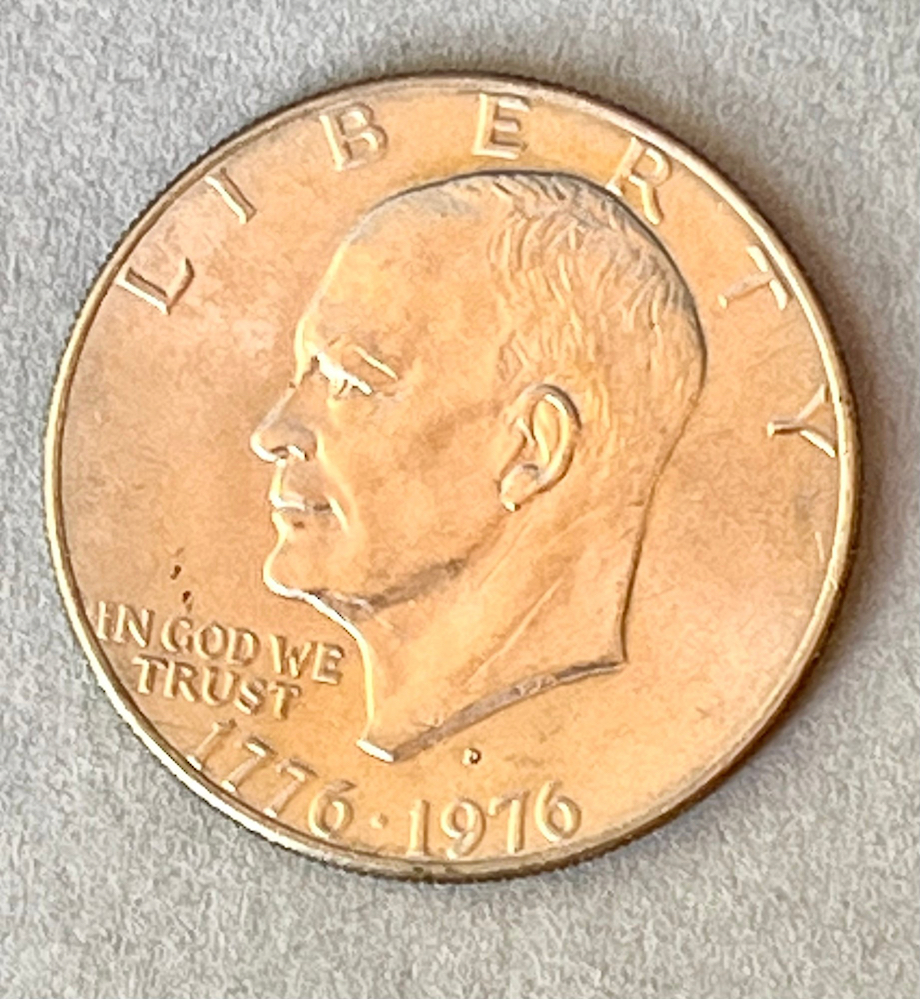 LIBERTY
IN GOD WE
TRUST
D
1776·1976